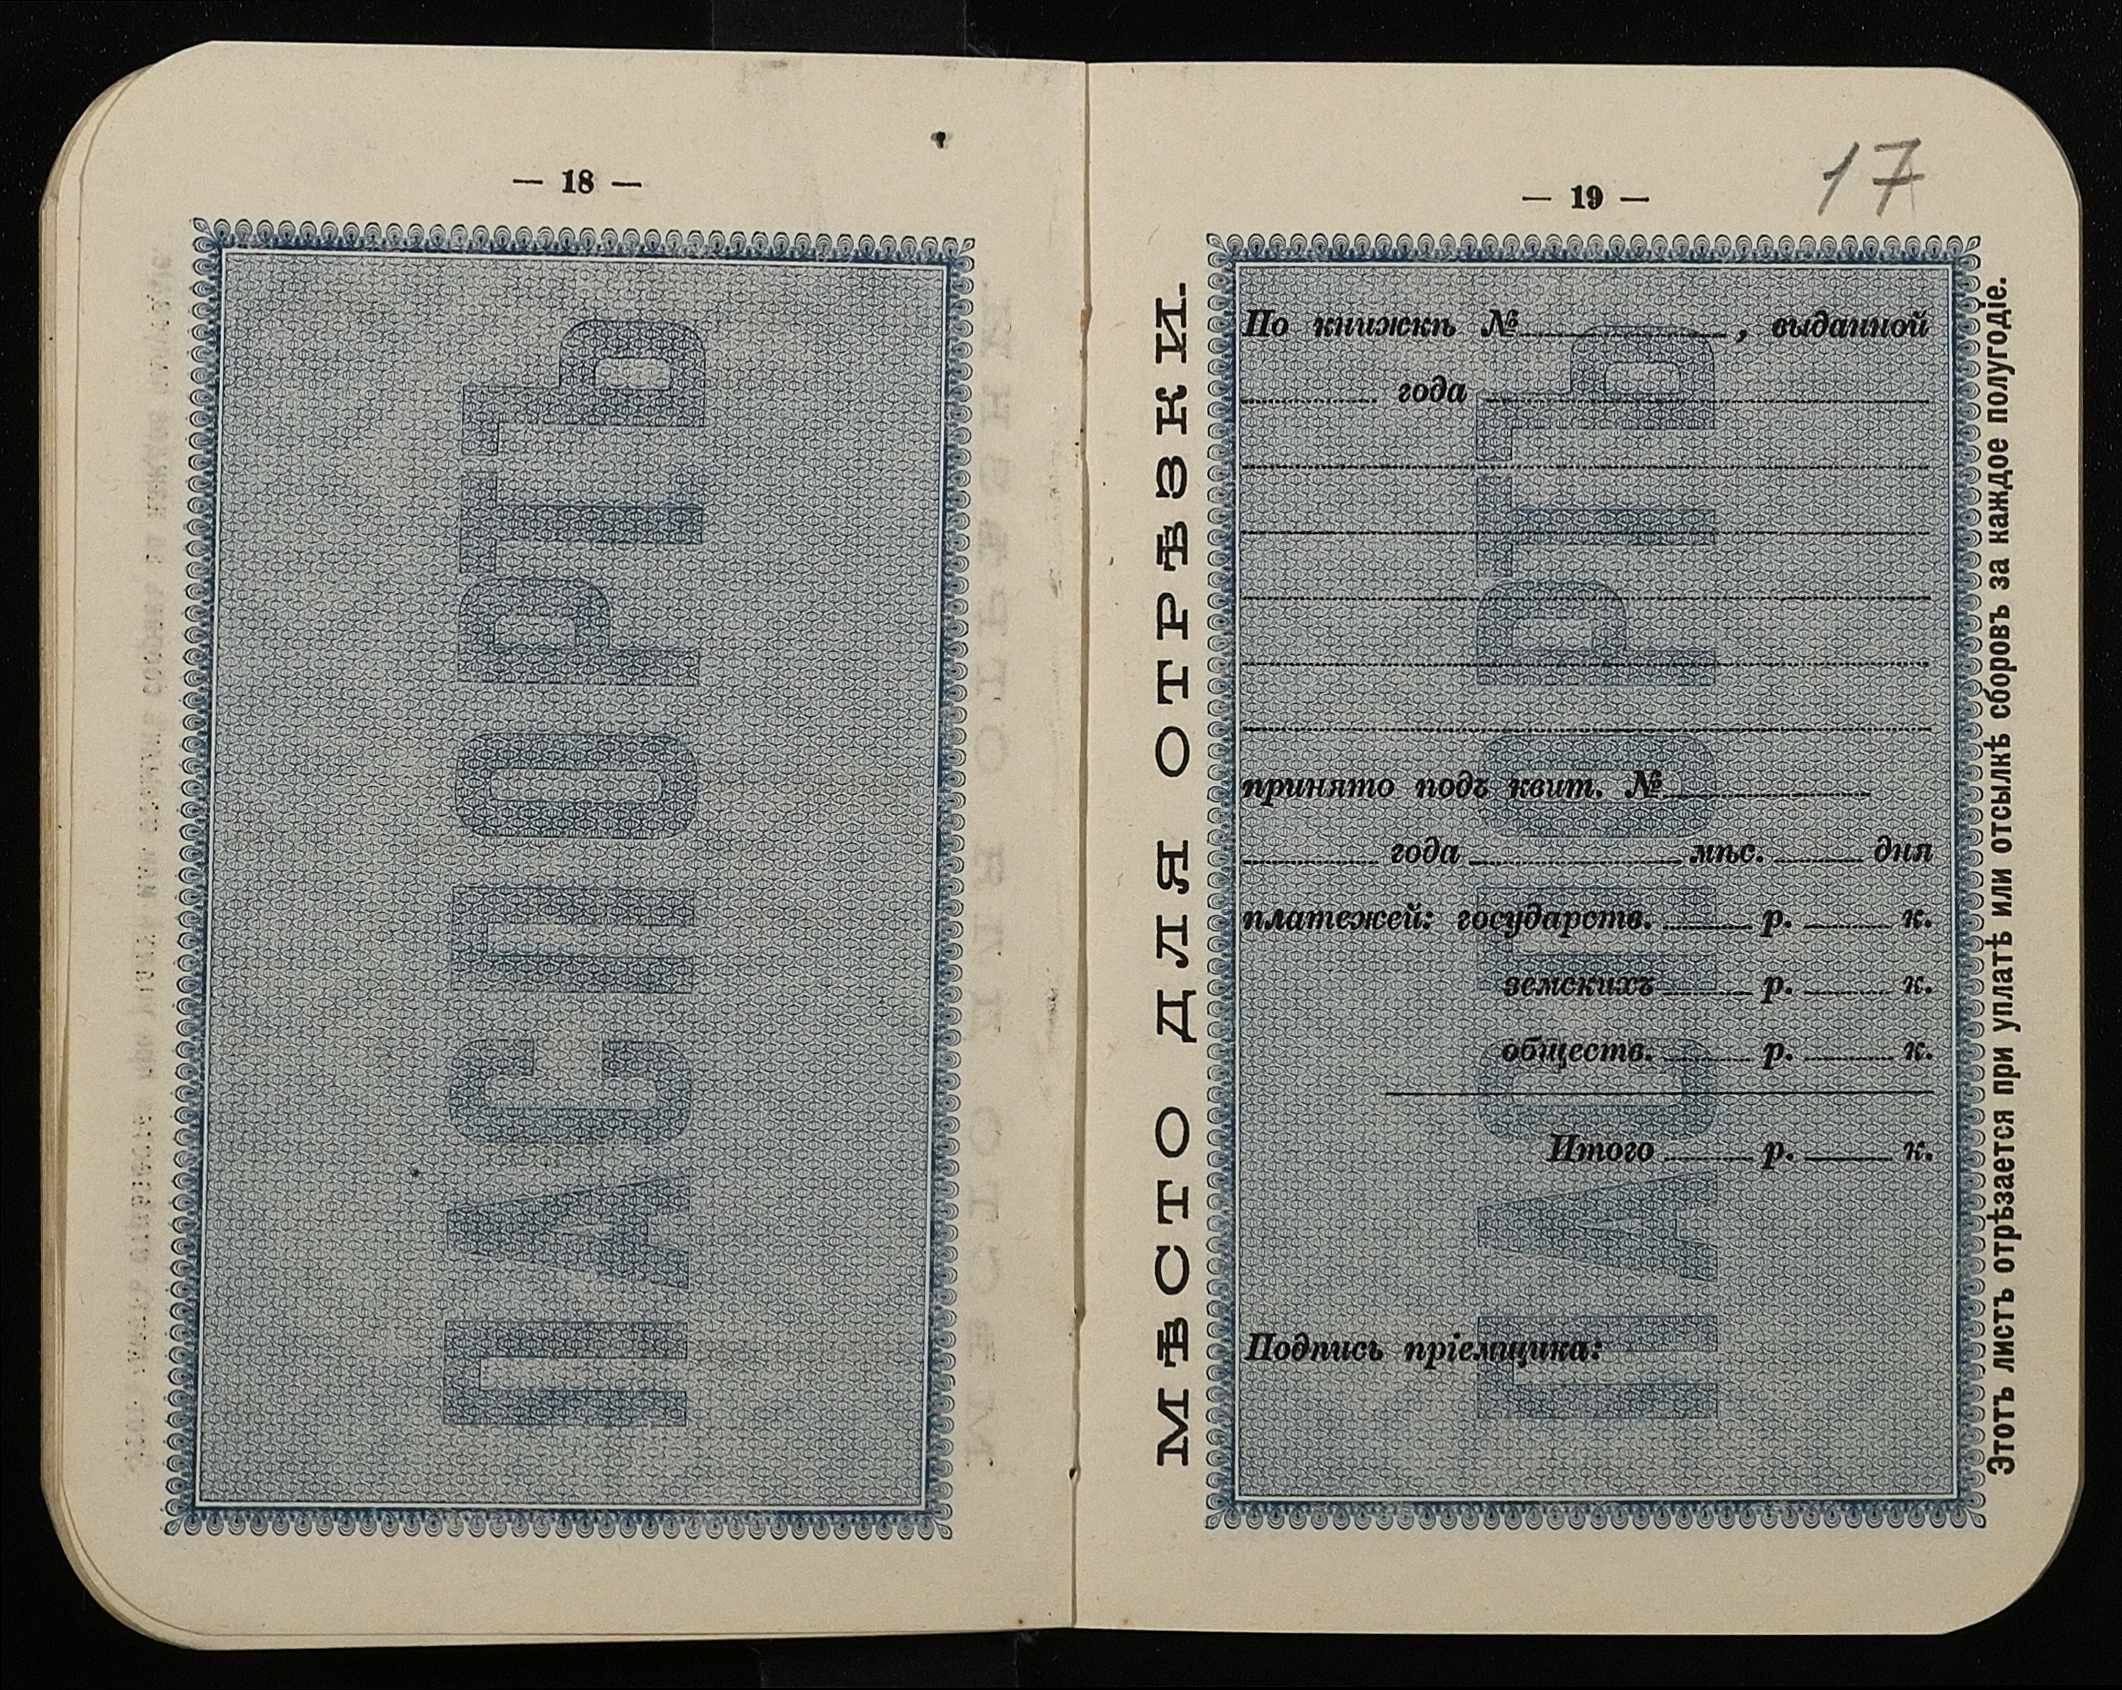 — 18 —
ПАСПОРТЪ
— 19 —
17
МѢСТО ДЛЯ ОТРѢЗКИ.
По книжкѣ № , выданной
года
принято подъ квит. №
года мѣс. дня
платежей: государств. р. к.
земскихъ р. к.
обществ. р. к.
Итого р. к.
Подпись пріемщика:
ПАСПОРТЪ
Этотъ листъ отрѣзается при уплатѣ или отсылкѣ сборовъ за каждое полугодіе.